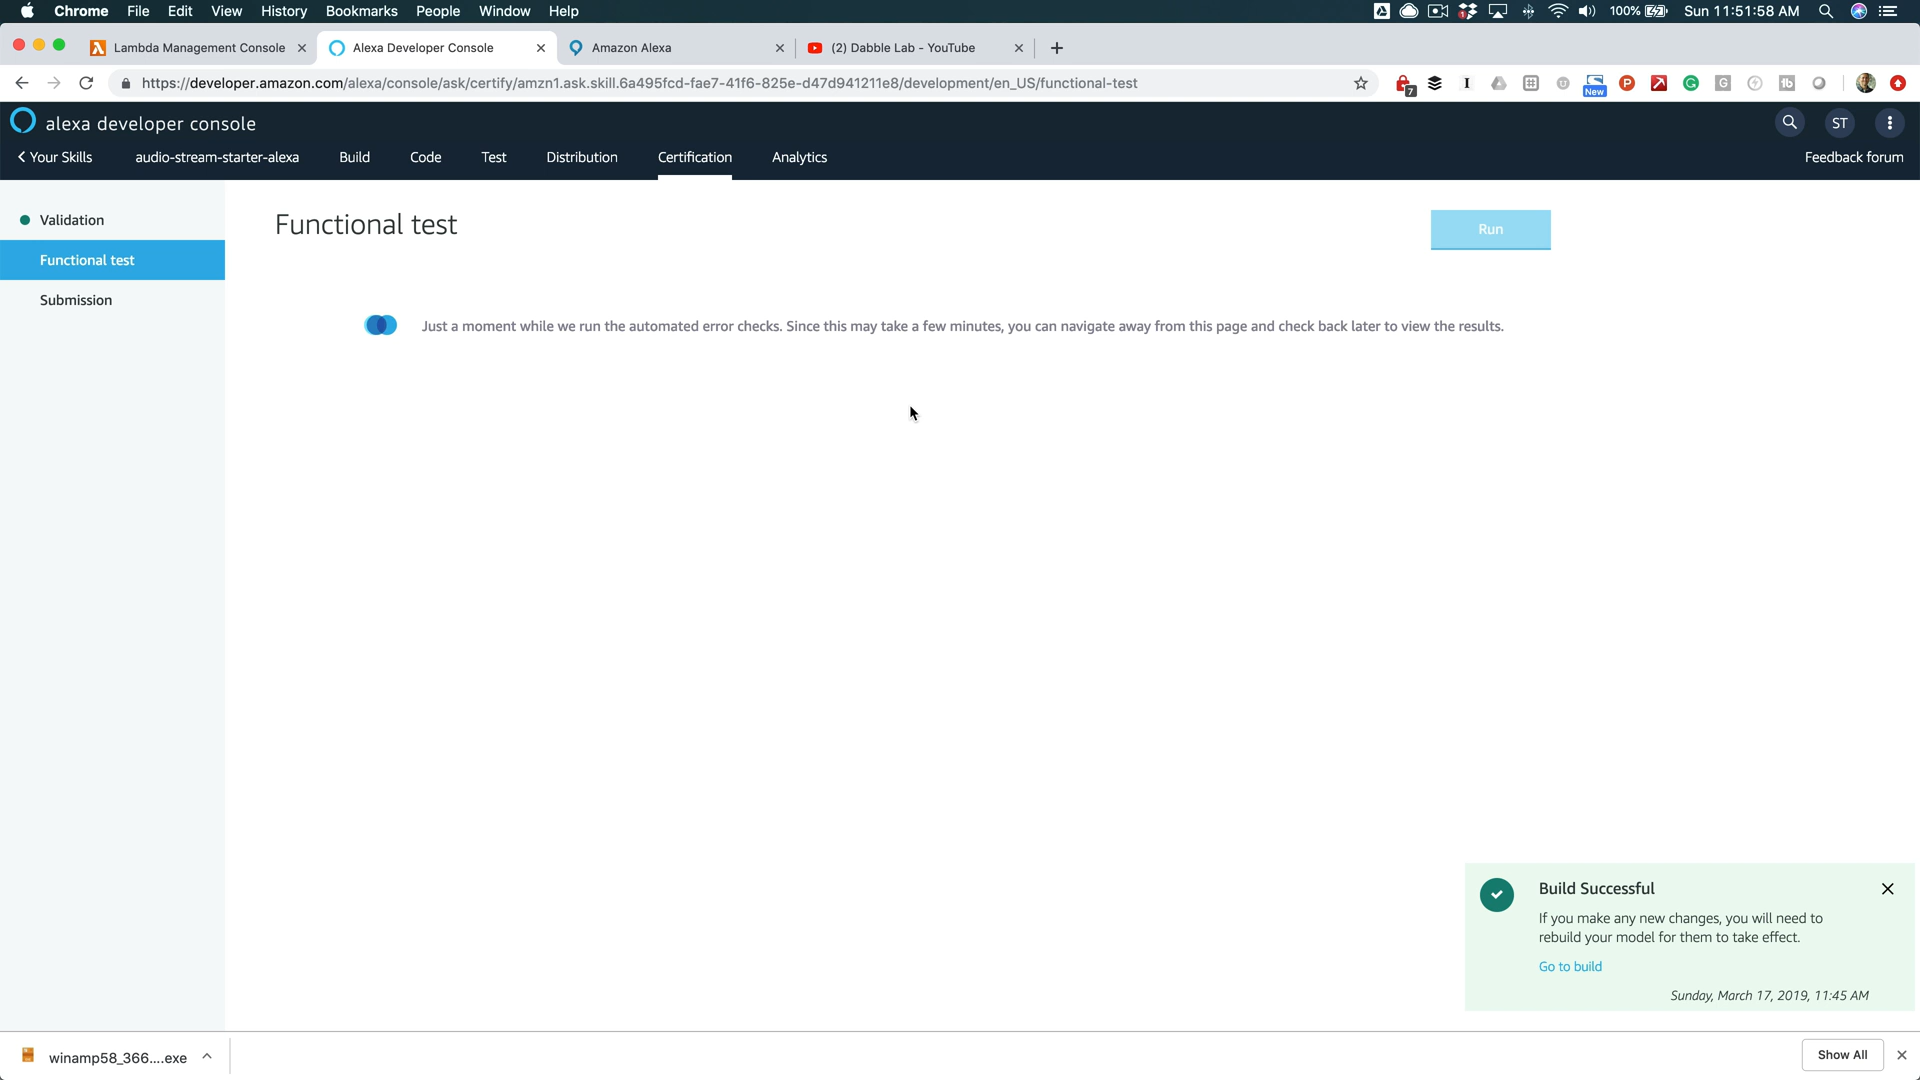 Chrome File Edit View History Bookmarks People Window Help 100% Sun 11:51:58 AM
Lambda Management Console Alexa Developer Console Amazon Alexa (2) Dabble Lab - YouTube
https://developer.amazon.com/alexa/console/ask/certify/amzn1.ask.skill.6a495fcd-fae7-41f6-825e-d47d941211e8/development/en_US/functional-test 7 New
alexa developer console ST
Your Skills audio-stream-starter-alexa Build Code Test Distribution Certification Analytics Feedback forum
Validation
Functional test
Submission
Functional test
Run
Just a moment while we run the automated error checks. Since this may take a few minutes, you can navigate away from this page and check back later to view the results.
Build Successful
If you make any new changes, you will need to
rebuild your model for them to take effect.
Go to build
Sunday, March 17, 2019, 11:45 AM
winamp58_366....exe Show All